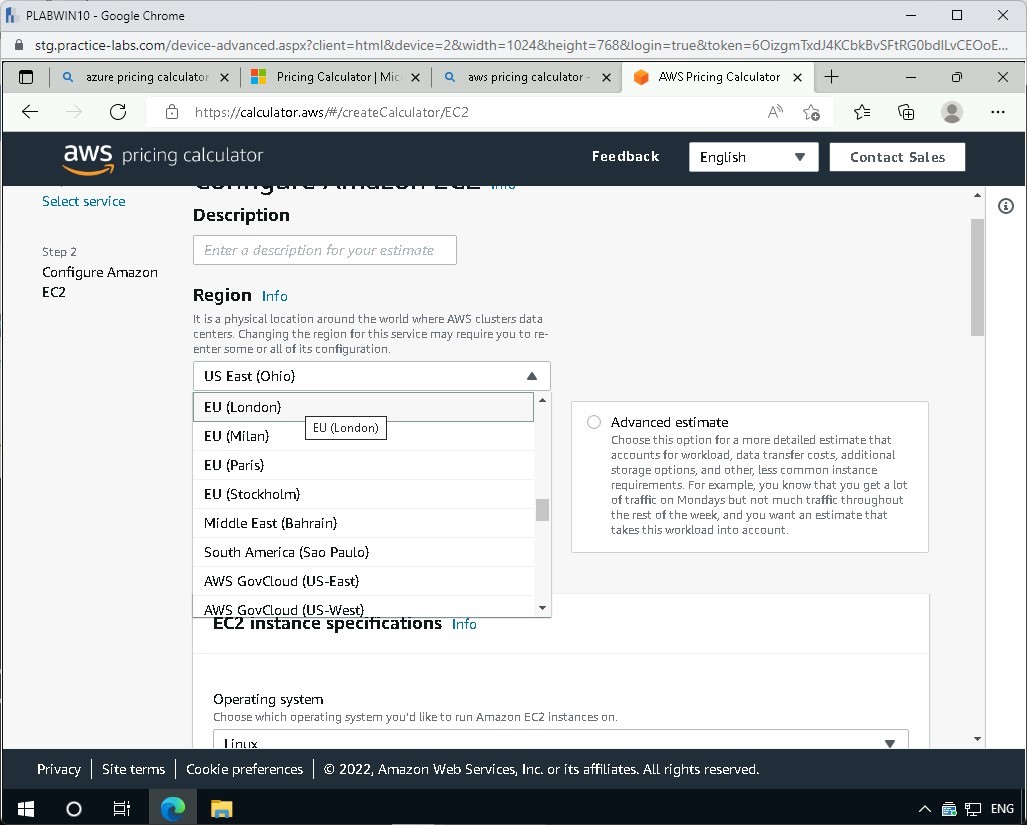 PLABWIN10 - Google Chrome
stg.practice-labs.com/device-advanced.aspx?client=html&device=2&width=1024&height=768&login=true&token=6OizgmTxdJ4KCbkBvSFtRG0bdlLvCEOoE...
azure pricing calculator
Pricing Calculator | Mic
aws pricing calculator -
AWS Pricing Calculator
https://calculator.aws/#/createCalculator/EC2
aws pricing calculator
Feedback
English
Contact Sales
Select service
Step 2
Configure Amazon
EC2
Configure Amazon EC2 Info
Description
Enter a description for your estimate
Region Info
It is a physical location around the world where AWS clusters data
centers. Changing the region for this service may require you to re-
enter some or all of its configuration.
US East (Ohio)
EU (London)
EU (London)
EU (Milan)
EU (Paris)
EU (Stockholm)
Middle East (Bahrain)
South America (Sao Paulo)
AWS GovCloud (US-East)
AWS GovCloud (US-West)
Advanced estimate
Choose this option for a more detailed estimate that
accounts for workload, data transfer costs, additional
storage options, and other, less common instance
requirements. For example, you know that you get a lot
of traffic on Mondays but not much traffic throughout
the rest of the week, and you want an estimate that
takes this workload into account.
EC2 instance specifications Info
Operating system
Choose which operating system you'd like to run Amazon EC2 instances on.
Linux
Privacy | Site terms | Cookie preferences | © 2022, Amazon Web Services, Inc. or its affiliates. All rights reserved.
ENG